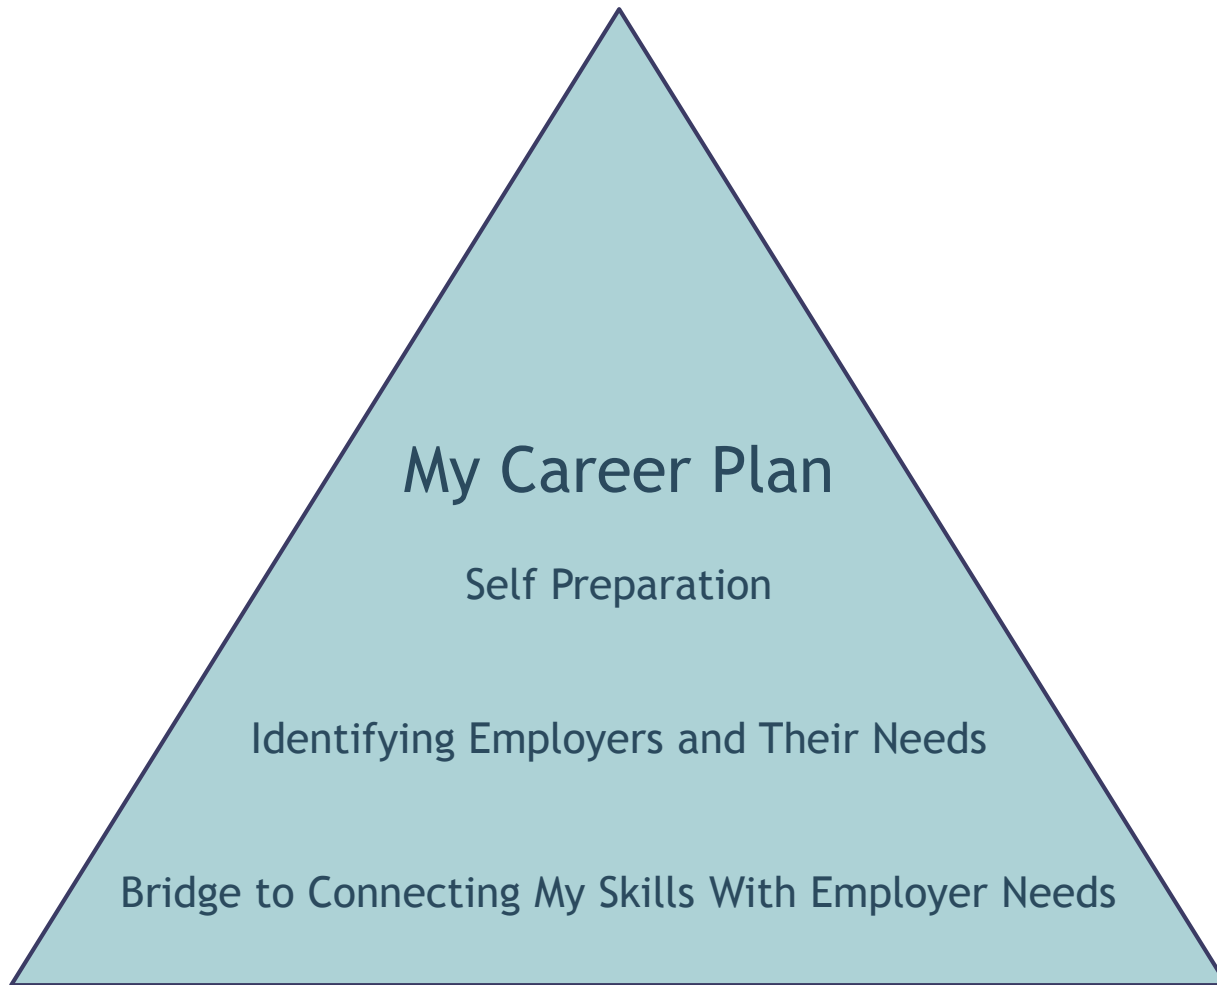 My Career Plan
Self Preparation
Identifying Employers and Their Needs
Bridge to Connecting My Skills With Employer Needs